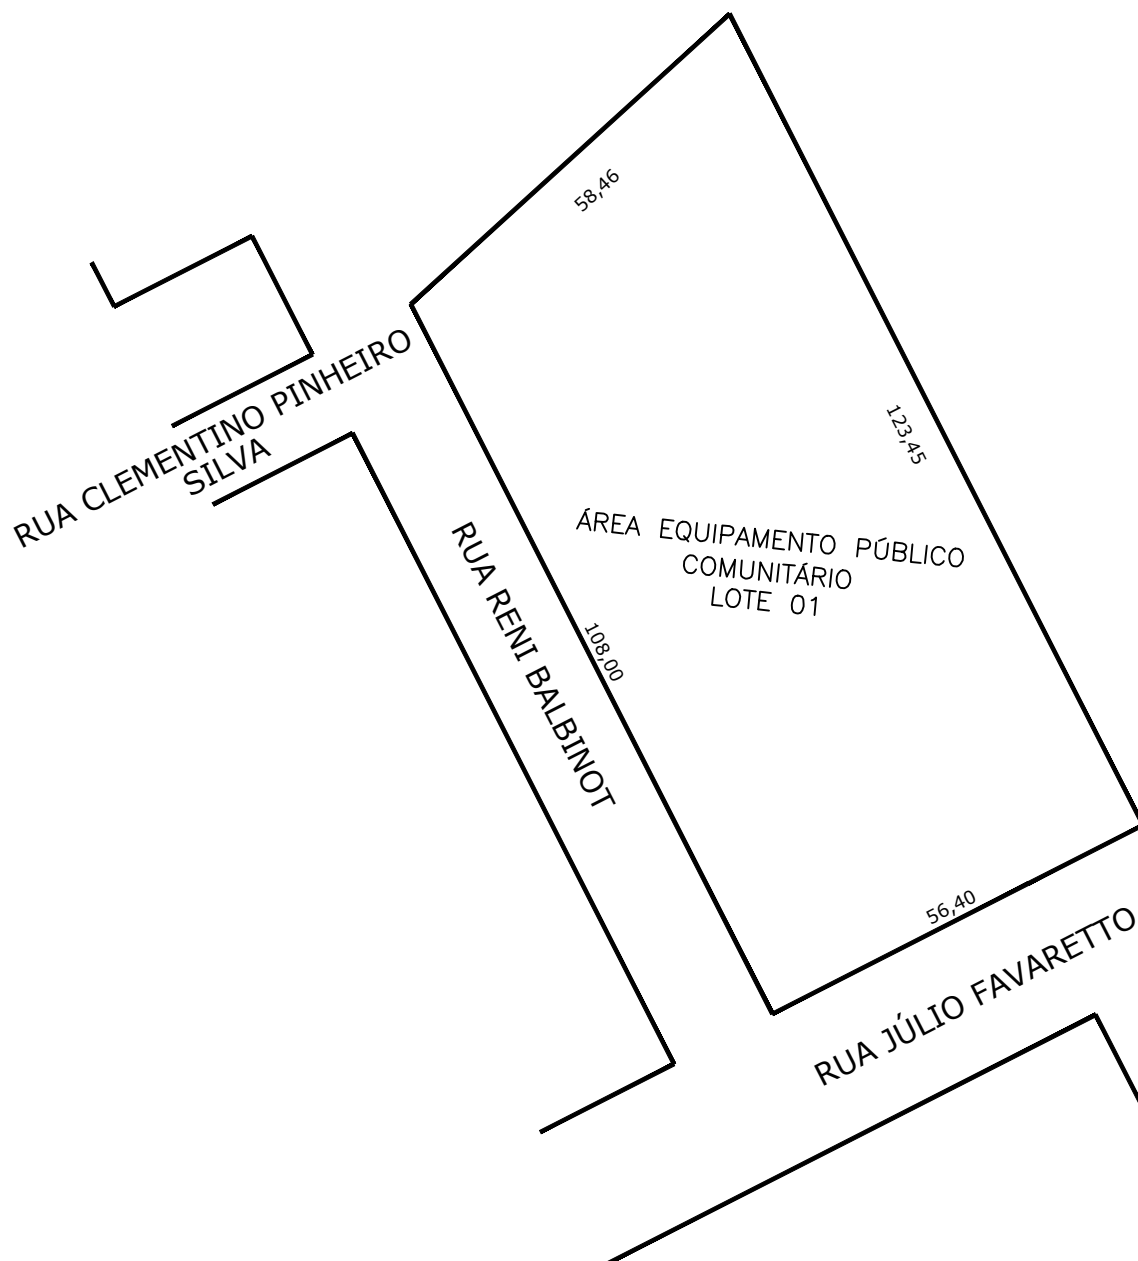 58,46
RUA CLEMENTINO PINHEIRO
SILVA
123,45
ÁREA EQUIPAMENTO PÚBLICO
COMUNITÁRIO
LOTE 01
RUA RENI BALBINOT
108,00
56,40
RUA JÚLIO FAVARETTO